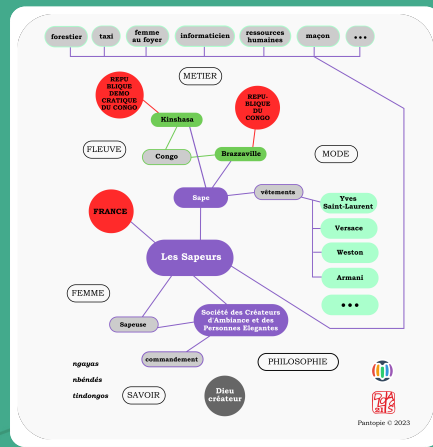 forestier
taxi
femme
au foyer
informaticien
ressources
humaines
maçon
...
METIER
REPU
BLIQUE
DEMO
CRATIQUE
DU CONGO
REPU-
BLIQUE
DU
CONGO
Kinshasa
FLEUVE
Congo
Brazzaville
MODE
Sape
vêtements
Yves
Saint-Laurent
Versace
Weston
Armani
...
FRANCE
Les Sapeurs
FEMME
Sapeuse
Société des Créateurs
d'Ambiance et des
Personnes Elegantes
commandement
PHILOSOPHIE
ngayas
nbéndés
tindongos
SAVOIR
Dieu
créateur
Pantopie © 2023